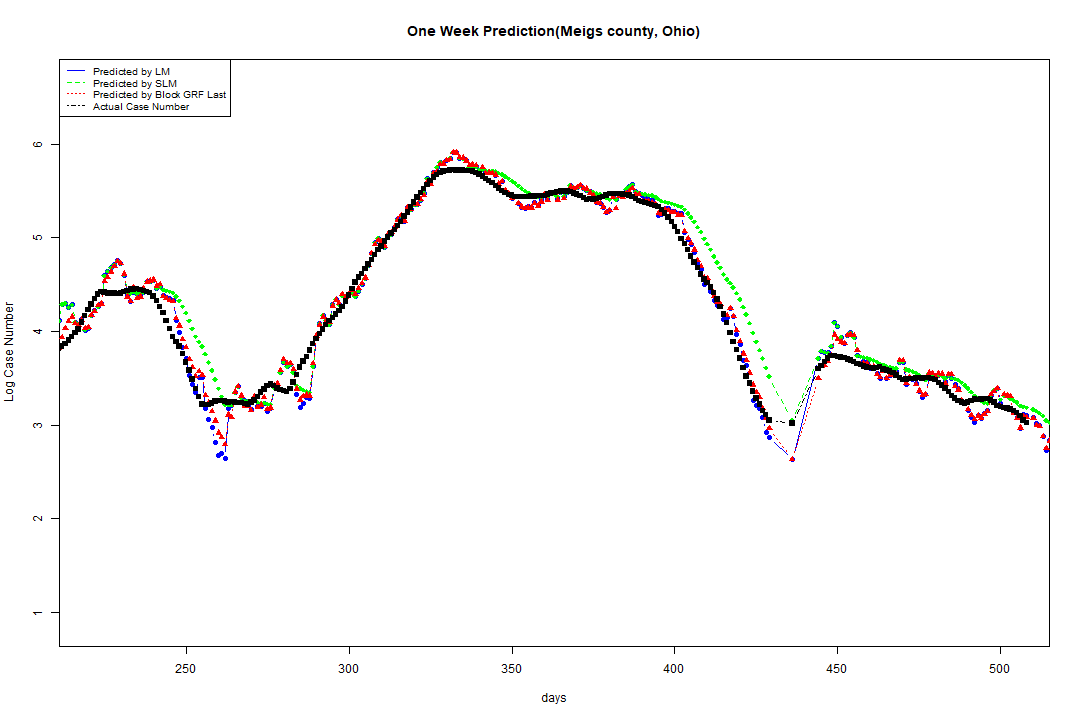 One Week Prediction(Meigs county, Ohio)
Predicted by LM
Predicted by SLM
Predicted by Block GRF Last
Actual Case Number
6
5
4
3
2
1
Log Case Number
250 300 350 400 450 500
days